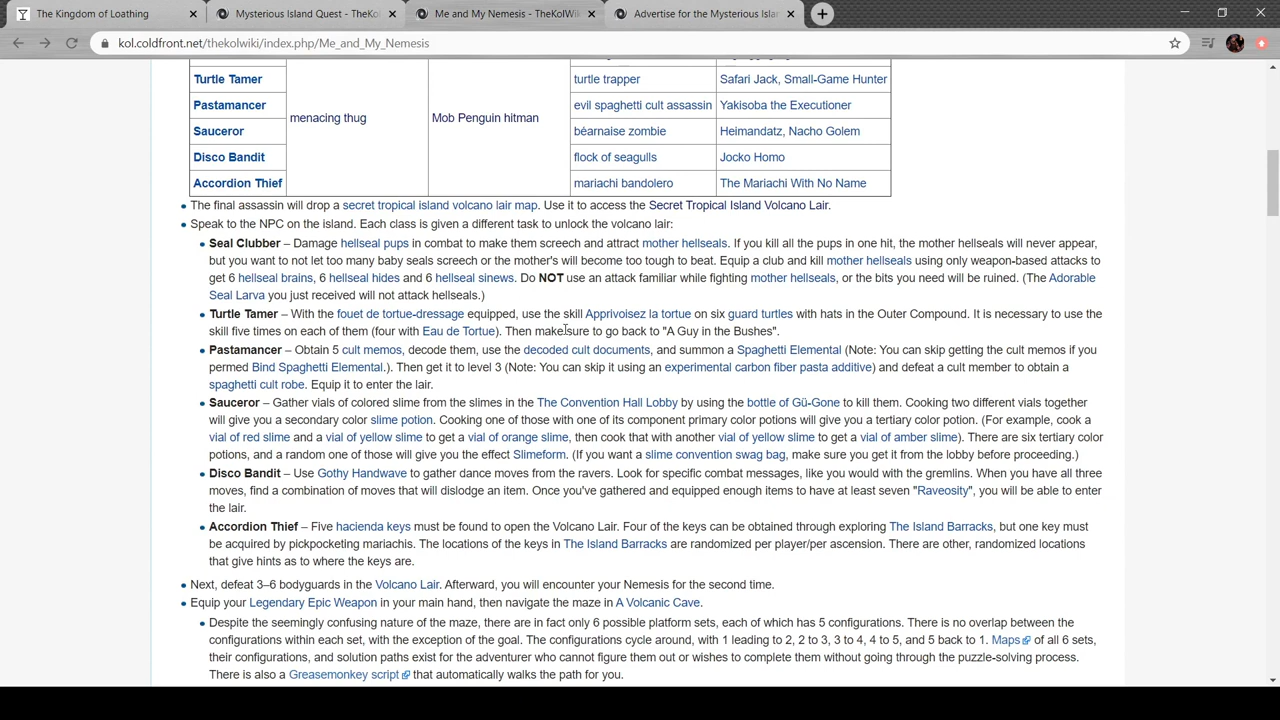 The Kingdom of Loathing
Mysterious Island Quest - TheKol
Me and My Nemesis - TheKolWi
Advertise for the Mysterious Islan
kol.coldfront.net/thekolwiki/index.php/Me_and_My_Nemesis
Turtle Tamer turtle trapper Safari Jack, Small-Game Hunter
Pastamancer menacing thug Mob Penguin hitman evil spaghetti cult assassin Yakisoba the Executioner
Sauceror béarnaise zombie Heimandatz, Nacho Golem
Disco Bandit flock of seagulls Jocko Homo
Accordion Thief mariachi bandolero The Mariachi With No Name
The final assassin will drop a secret tropical island volcano lair map. Use it to access the Secret Tropical Island Volcano Lair.
Speak to the NPC on the island. Each class is given a different task to unlock the volcano lair:
Seal Clubber – Damage hellseal pups in combat to make them screech and attract mother hellseals. If you kill all the pups in one hit, the mother hellseals will never appear,
but you want to not let too many baby seals screech or the mother's will become too tough to beat. Equip a club and kill mother hellseals using only weapon-based attacks to
get 6 hellseal brains, 6 hellseal hides and 6 hellseal sinews. Do NOT use an attack familiar while fighting mother hellseals, or the bits you need will be ruined. (The Adorable
Seal Larva you just received will not attack hellseals.)
Turtle Tamer – With the fouet de tortue-dressage equipped, use the skill Apprivoisez la tortue on six guard turtles with hats in the Outer Compound. It is necessary to use the
skill five times on each of them (four with Eau de Tortue). Then make sure to go back to "A Guy in the Bushes".
Pastamancer – Obtain 5 cult memos, decode them, use the decoded cult documents, and summon a Spaghetti Elemental (Note: You can skip getting the cult memos if you
permed Bind Spaghetti Elemental.). Then get it to level 3 (Note: You can skip it using an experimental carbon fiber pasta additive) and defeat a cult member to obtain a
spaghetti cult robe. Equip it to enter the lair.
Sauceror – Gather vials of colored slime from the slimes in the The Convention Hall Lobby by using the bottle of Gü-Gone to kill them. Cooking two different vials together
will give you a secondary color slime potion. Cooking one of those with one of its component primary color potions will give you a tertiary color potion. (For example, cook a
vial of red slime and a vial of yellow slime to get a vial of orange slime, then cook that with another vial of yellow slime to get a vial of amber slime). There are six tertiary color
potions, and a random one of those will give you the effect Slimeform. (If you want a slime convention swag bag, make sure you get it from the lobby before proceeding.)
Disco Bandit – Use Gothy Handwave to gather dance moves from the ravers. Look for specific combat messages, like you would with the gremlins. When you have all three
moves, find a combination of moves that will dislodge an item. Once you've gathered and equipped enough items to have at least seven "Raveosity", you will be able to enter
the lair.
Accordion Thief – Five hacienda keys must be found to open the Volcano Lair. Four of the keys can be obtained through exploring The Island Barracks, but one key must
be acquired by pickpocketing mariachis. The locations of the keys in The Island Barracks are randomized per player/per ascension. There are other, randomized locations
that give hints as to where the keys are.
Next, defeat 3–6 bodyguards in the Volcano Lair. Afterward, you will encounter your Nemesis for the second time.
Equip your Legendary Epic Weapon in your main hand, then navigate the maze in A Volcanic Cave.
Despite the seemingly confusing nature of the maze, there are in fact only 6 possible platform sets, each of which has 5 configurations. There is no overlap between the
configurations within each set, with the exception of the goal. The configurations cycle around, with 1 leading to 2, 2 to 3, 3 to 4, 4 to 5, and 5 back to 1. Maps of all 6 sets,
their configurations, and solution paths exist for the adventurer who cannot figure them out or wishes to complete them without going through the puzzle-solving process.
There is also a Greasemonkey script that automatically walks the path for you.